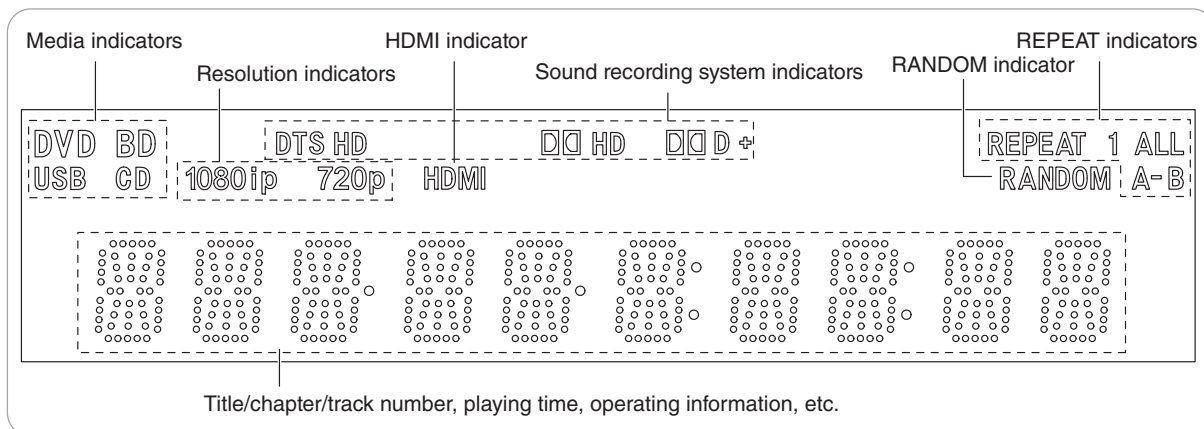 Media indicators
HDMI indicator
REPEAT indicators
Resolution indicators
Sound recording system indicators
RANDOM indicator
DVD BD
DTS HD
HD
D +
REPEAT 1 ALL
USB CD
1080ip 720p
HDMI
RANDOM
A-B
Title/chapter/track number, playing time, operating information, etc.